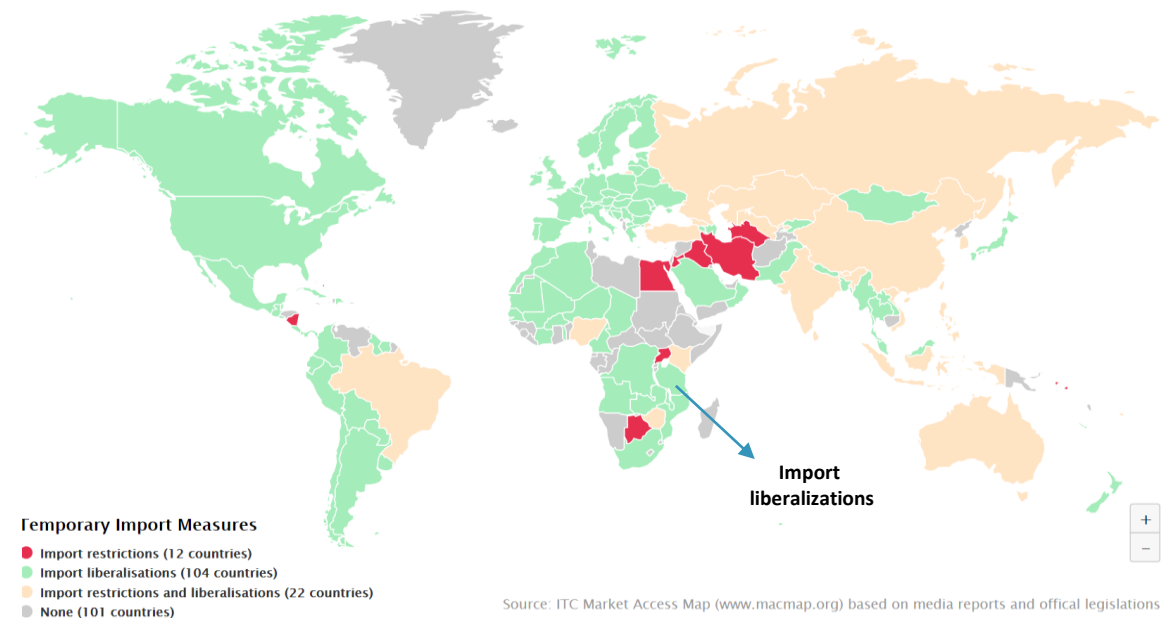 Import
liberalizations
Temporary Import Measures
Import restrictions (12 countries)
Import liberalisations (104 countries)
Import restrictions and liberalisations (22 countries)
None (101 countries)
+
−
Source: ITC Market Access Map (www.macmap.org) based on media reports and offical legislations